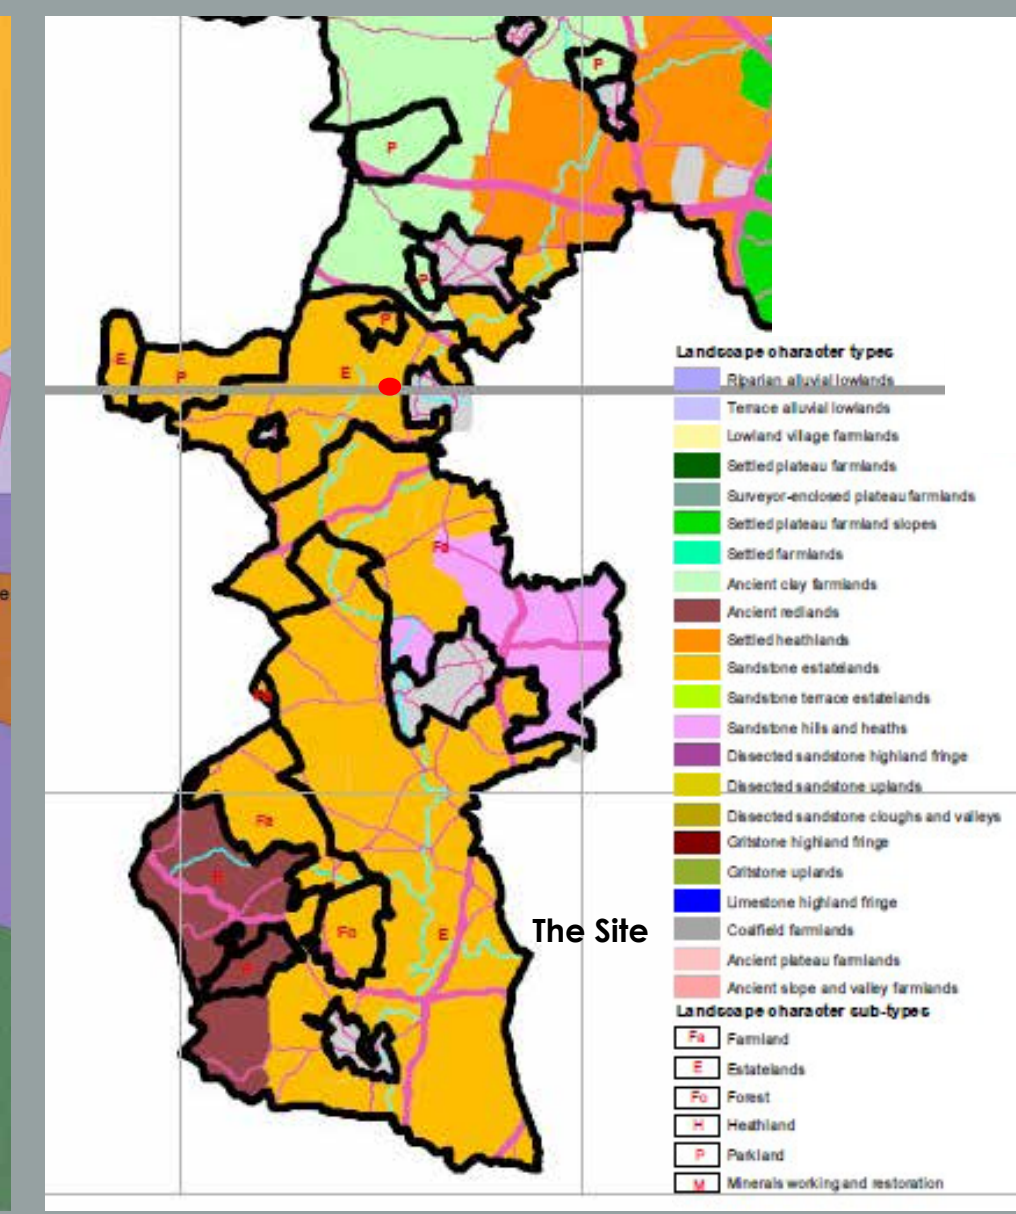 P
P
P
P
E
P
E
Fo
Fa
Fo
E
The Site
e
Landscape character types
Riparian alluvial lowlands
Terrace alluvial lowlands
Lowland village farmlands
Settled plateau farmlands
Surveyor-enclosed plateau farmlands
Settled plateau farmland slopes
Settled farmlands
Ancient clay farmlands
Ancient redlands
Settled heathlands
Sandstone estatelands
Sandstone terrace estatelands
Sandstone hills and heaths
Dissected sandstone highland fringe
Dissected sandstone uplands
Dissected sandstone cloughs and valleys
Gritstone highland fringe
Gritstone uplands
Limestone highland fringe
Coalfield farmlands
Ancient plateau farmlands
Ancient slope and valley farmlands
Landscape character sub-types
Fa Farmland
E Estatelands
Fo Forest
H Heathland
P Parkland
M Minerals working and restoration